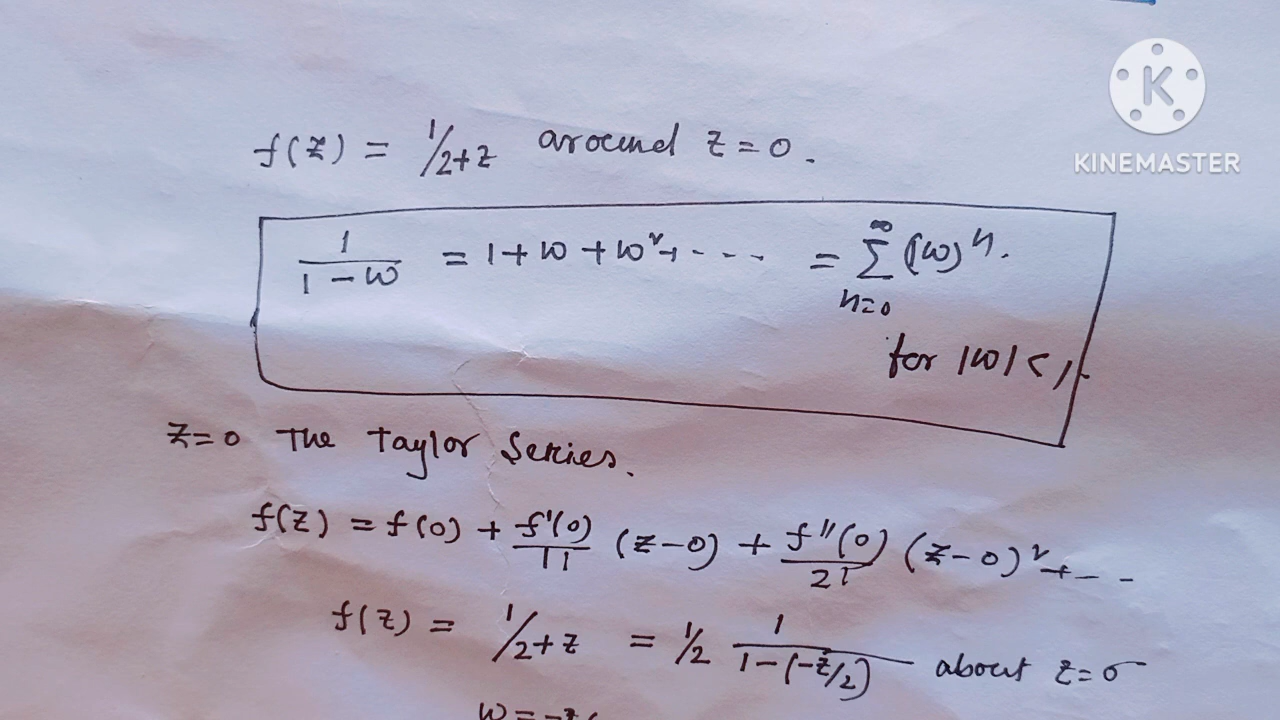 f(z) = 1/2+z around z=0.
K
KINEMASTER
1/(1-w) = 1+w+w²+---- = ∑_{n=0}^{∞} (w)^n.
for |w|<1.
z=0 The Taylor Series.
f(z) = f(0) + f'(0)/1! (z-0) + f''(0)/2! (z-0)²+--
f(z) = 1/2+z = 1/2 1/(1-(-z/2)) about z=0
w=-z/